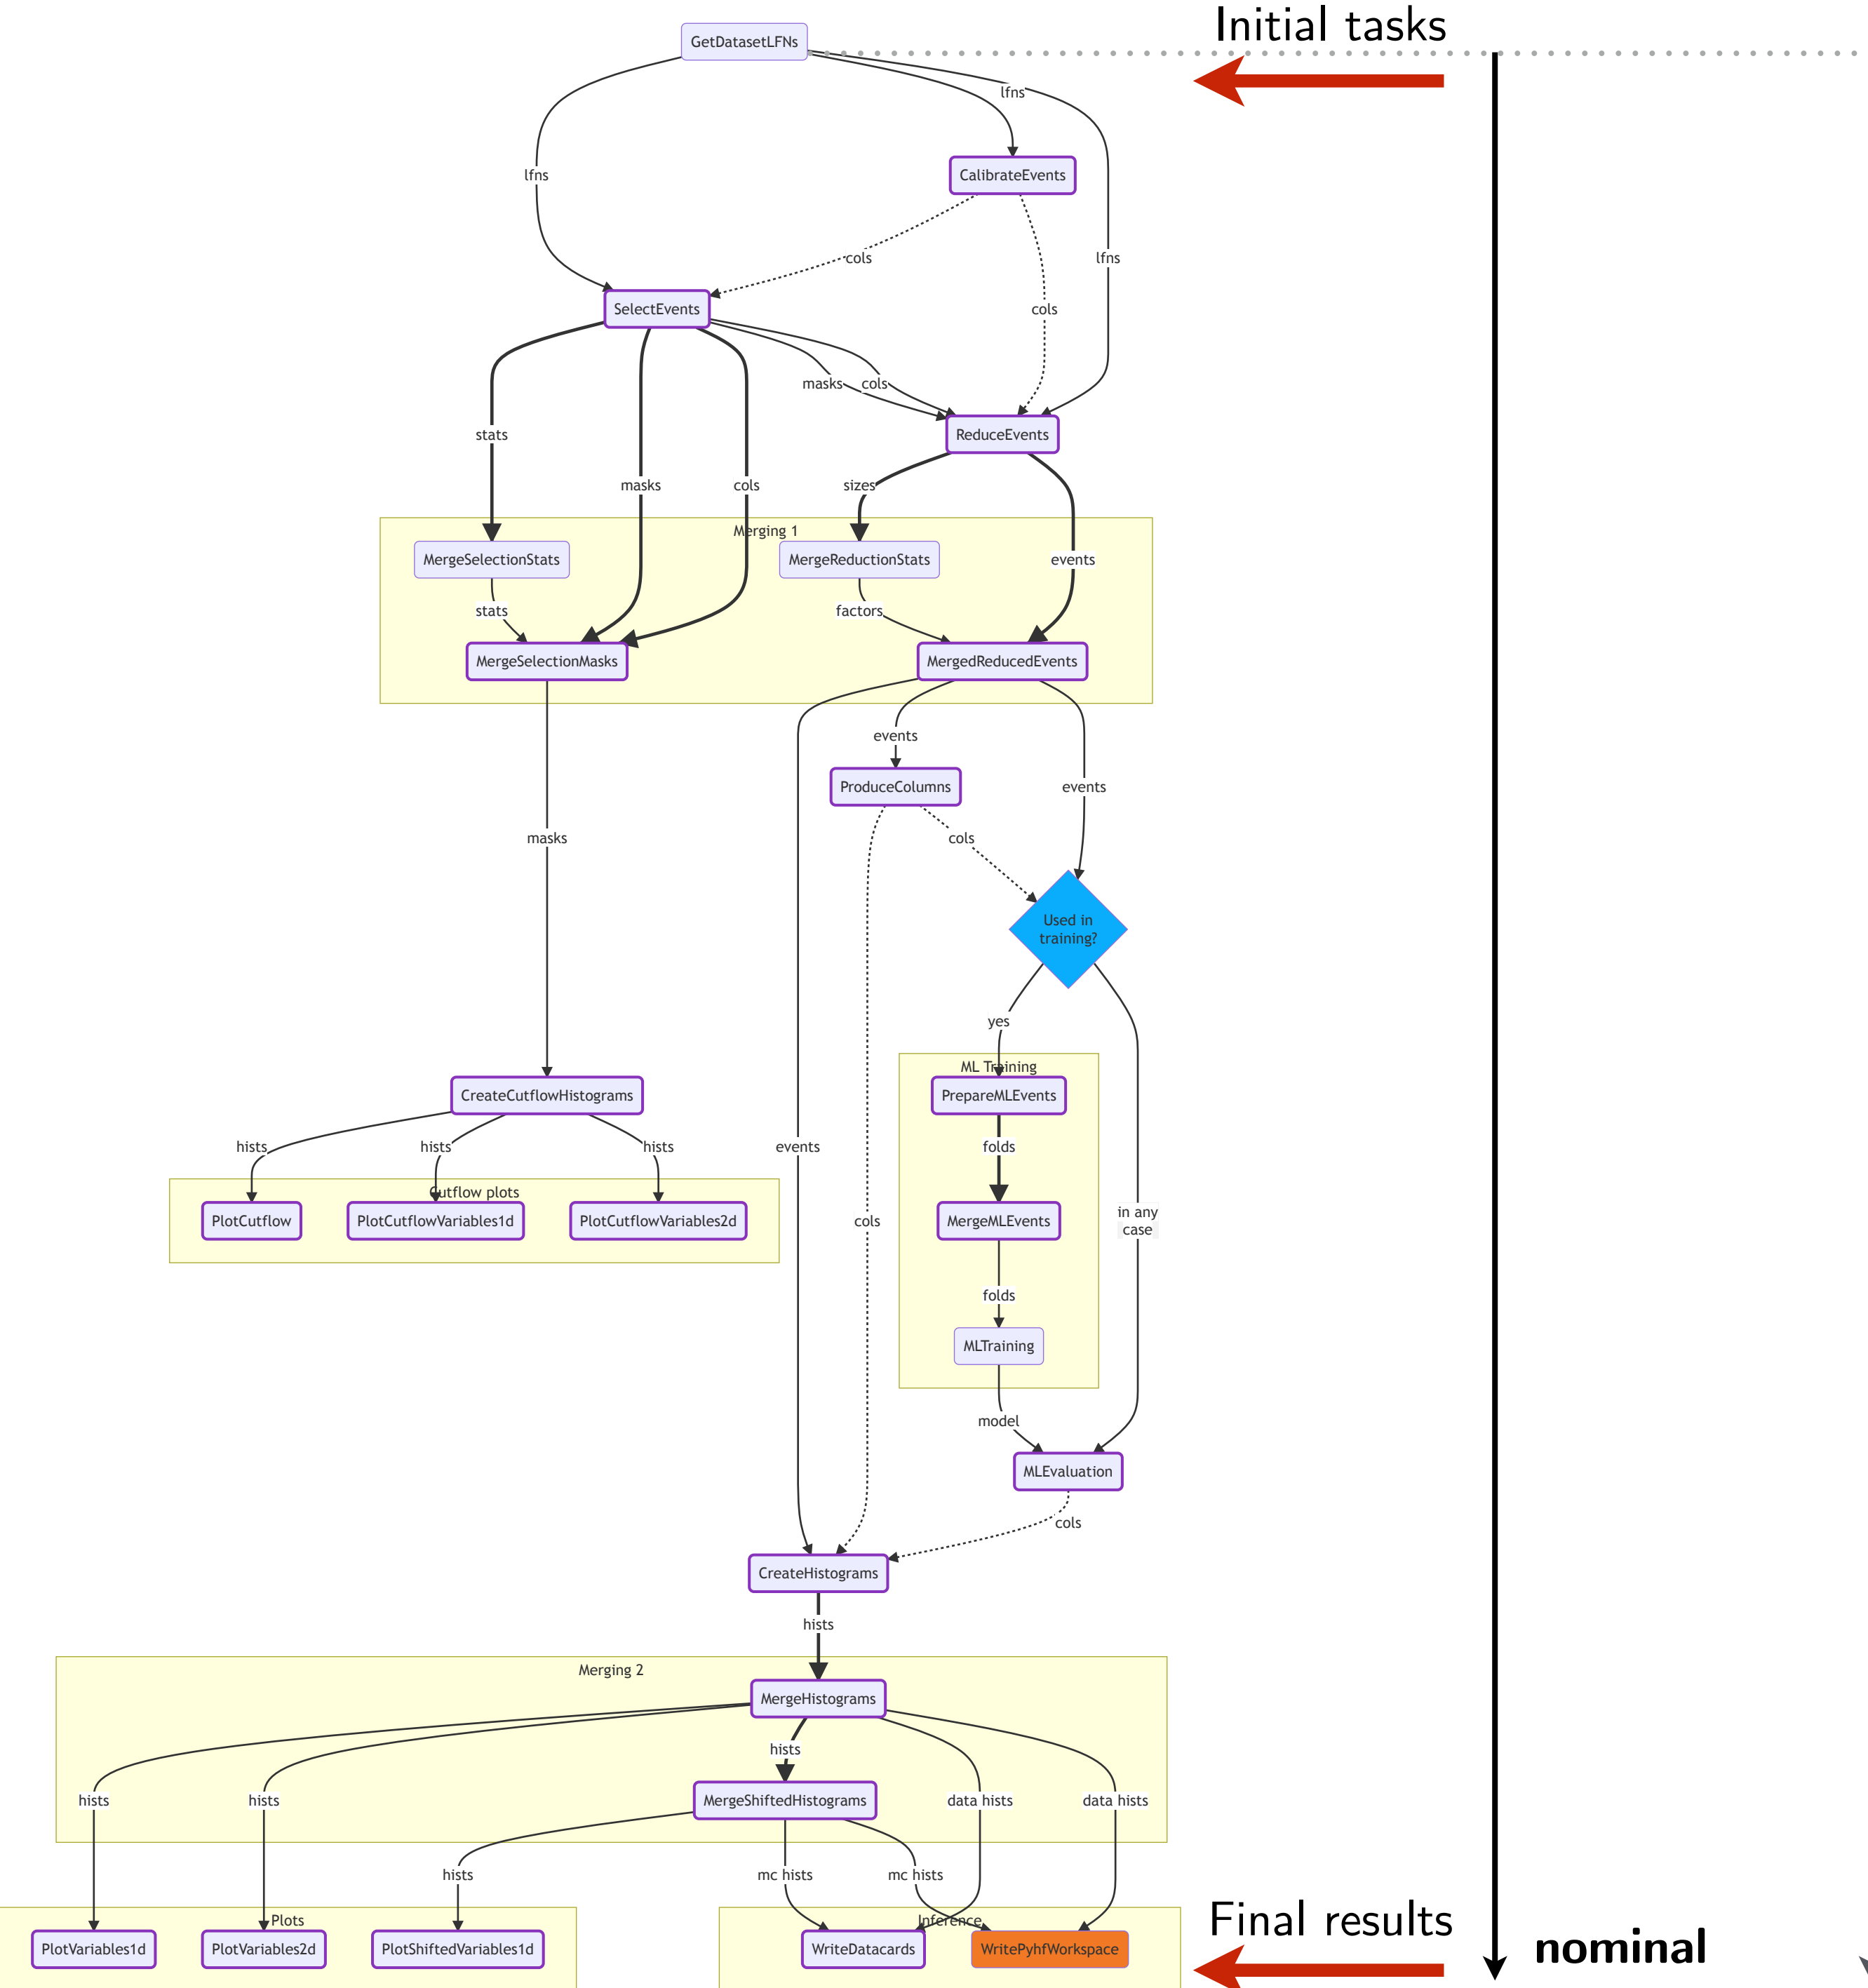 Initial tasks
GetDatasetLFNs
lfns
lfns
CalibrateEvents
lfns
cols
cols
SelectEvents
masks
cols
ReduceEvents
stats
masks
cols
sizes
Merging 1
MergeSelectionStats
MergeReductionStats
events
stats
factors
MergeSelectionMasks
MergedReducedEvents
events
ProduceColumns
events
masks
cols
Used in
training?
yes
ML Training
CreateCutflowHistograms
PrepareMLEvents
hists
hists
hists
events
folds
Cutflow plots
PlotCutflow
PlotCutflowVariables1d
PlotCutflowVariables2d
cols
MergeMLEvents
in any
case
folds
MLTraining
model
MLEvaluation
cols
CreateHistograms
hists
Merging 2
MergeHistograms
hists
hists
hists
MergeShiftedHistograms
data hists
data hists
hists
mc hists
mc hists
Final results
Plots
Inference
nominal
PlotVariables1d
PlotVariables2d
PlotShiftedVariables1d
WriteDatacards
WritePyhfWorkspace